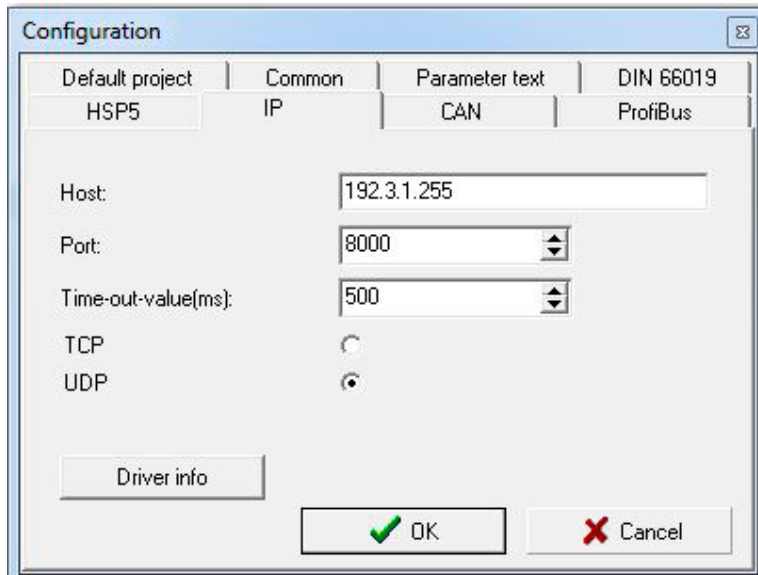 Configuration
Default project Common Parameter text DIN 66019
HSP5 IP CAN ProfiBus
Host: 192.3.1.255
Port: 8000
Time-out-value(ms): 500
TCP
UDP
Driver info
OK Cancel